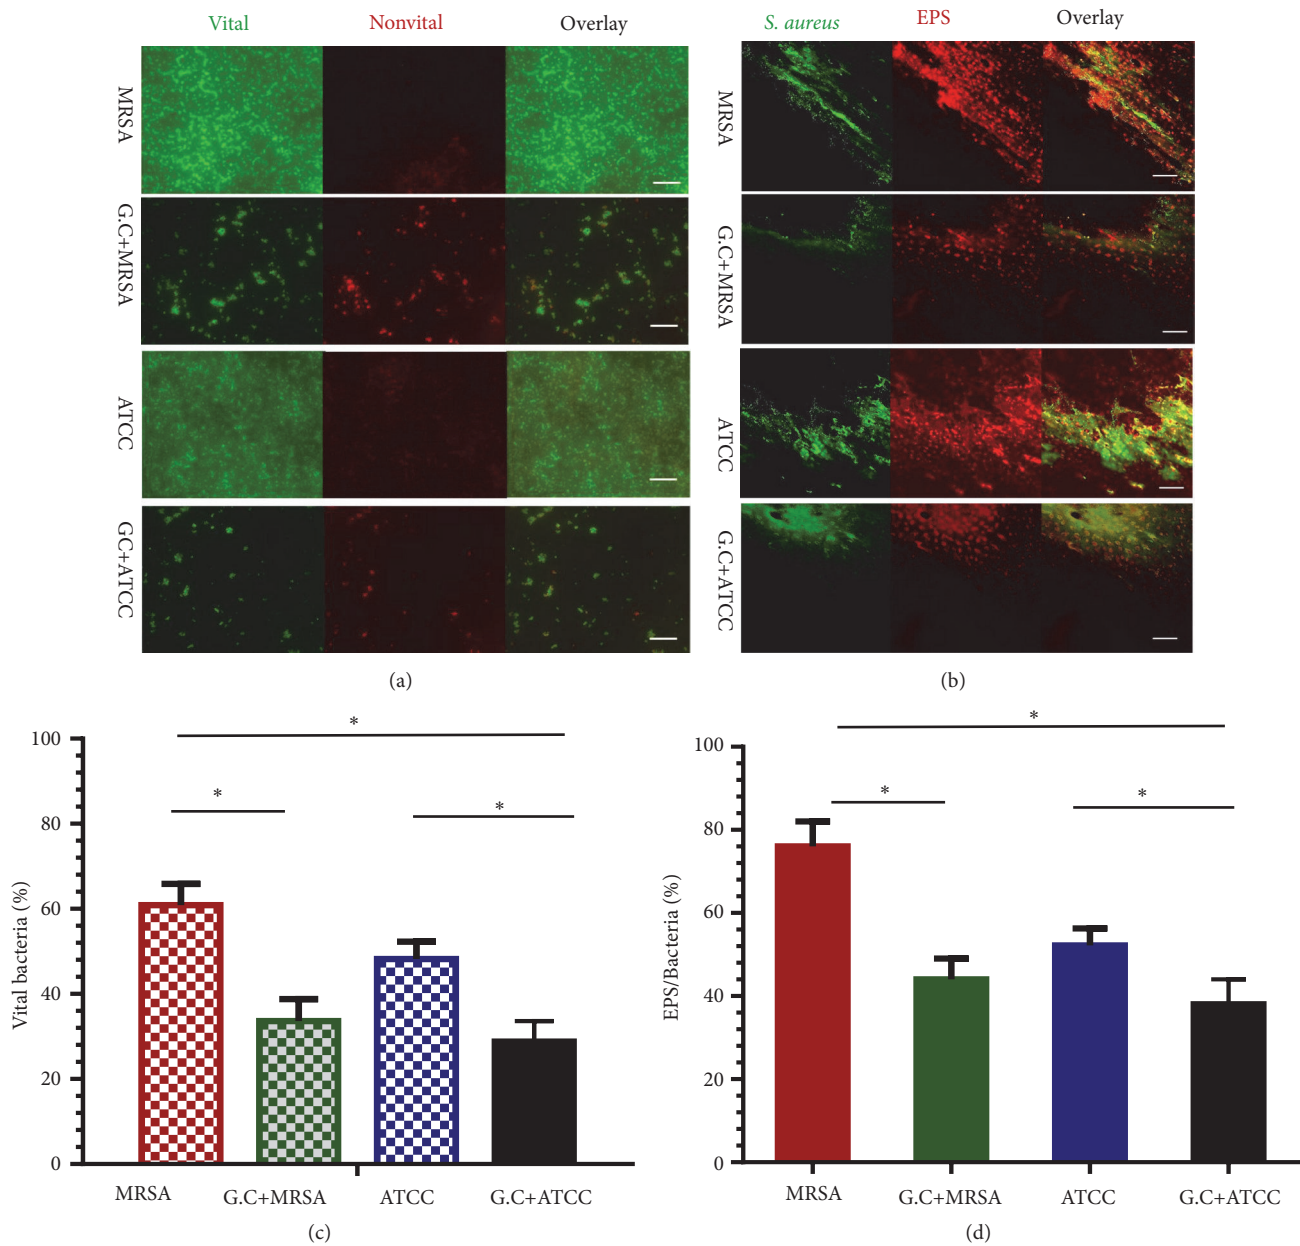 Vital Nonvital Overlay
MRSA
G.C+MRSA
ATCC
GC+ATCC
(a)
S. aureus EPS Overlay
MRSA
G.C+MRSA
ATCC
G.C+ATCC
(b)
*
*
*
100
80
60
40
20
0
Vital bacteria (%)
MRSA G.C+MRSA ATCC G.C+ATCC
(c)
*
*
*
100
80
60
40
20
0
EPS/Bacteria (%)
MRSA G.C+MRSA ATCC G.C+ATCC
(d)